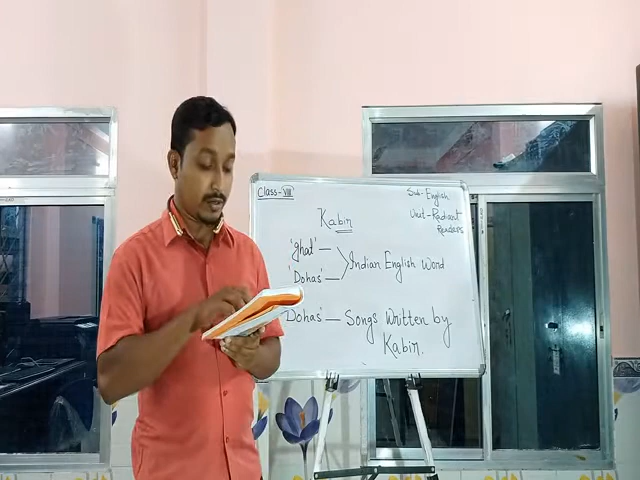 Class-VIII
Sub-English
Unit-Radiant
Readers
Kabir
'ghat' —
'Dohas' —
Indian English Word
Dohas' — Songs Written by
Kabir.